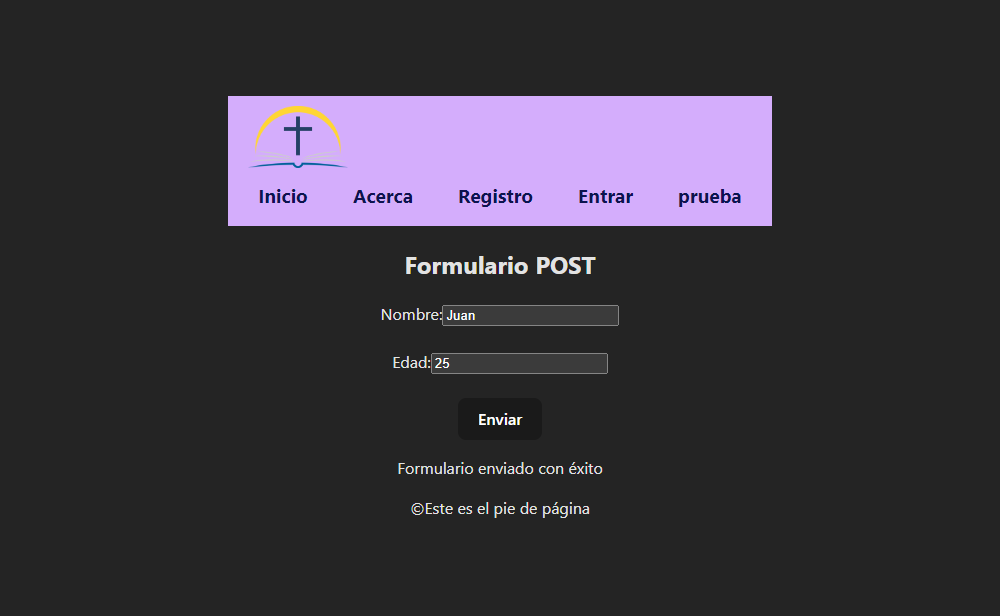 Inicio Acerca Registro Entrar prueba
Formulario POST
Nombre: Juan
Edad: 25
Enviar
Formulario enviado con éxito
©Este es el pie de página